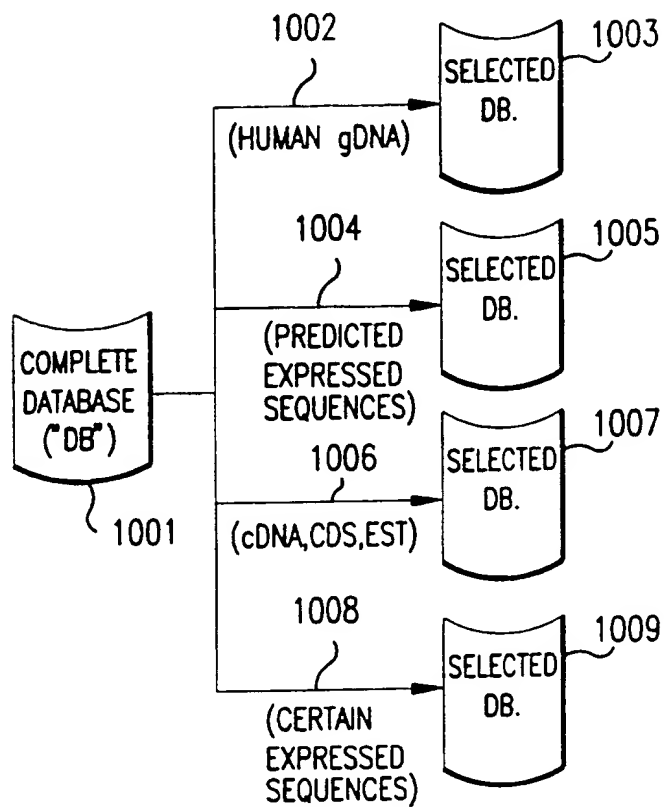 1002
1003
SELECTED
DB.
(HUMAN gDNA)
1004
1005
SELECTED
DB.
(PREDICTED
EXPRESSED
SEQUENCES)
COMPLETE
DATABASE
("DB")
1001
1006
1007
SELECTED
DB.
(cDNA,CDS,EST)
1008
1009
SELECTED
DB.
(CERTAIN
EXPRESSED
SEQUENCES)